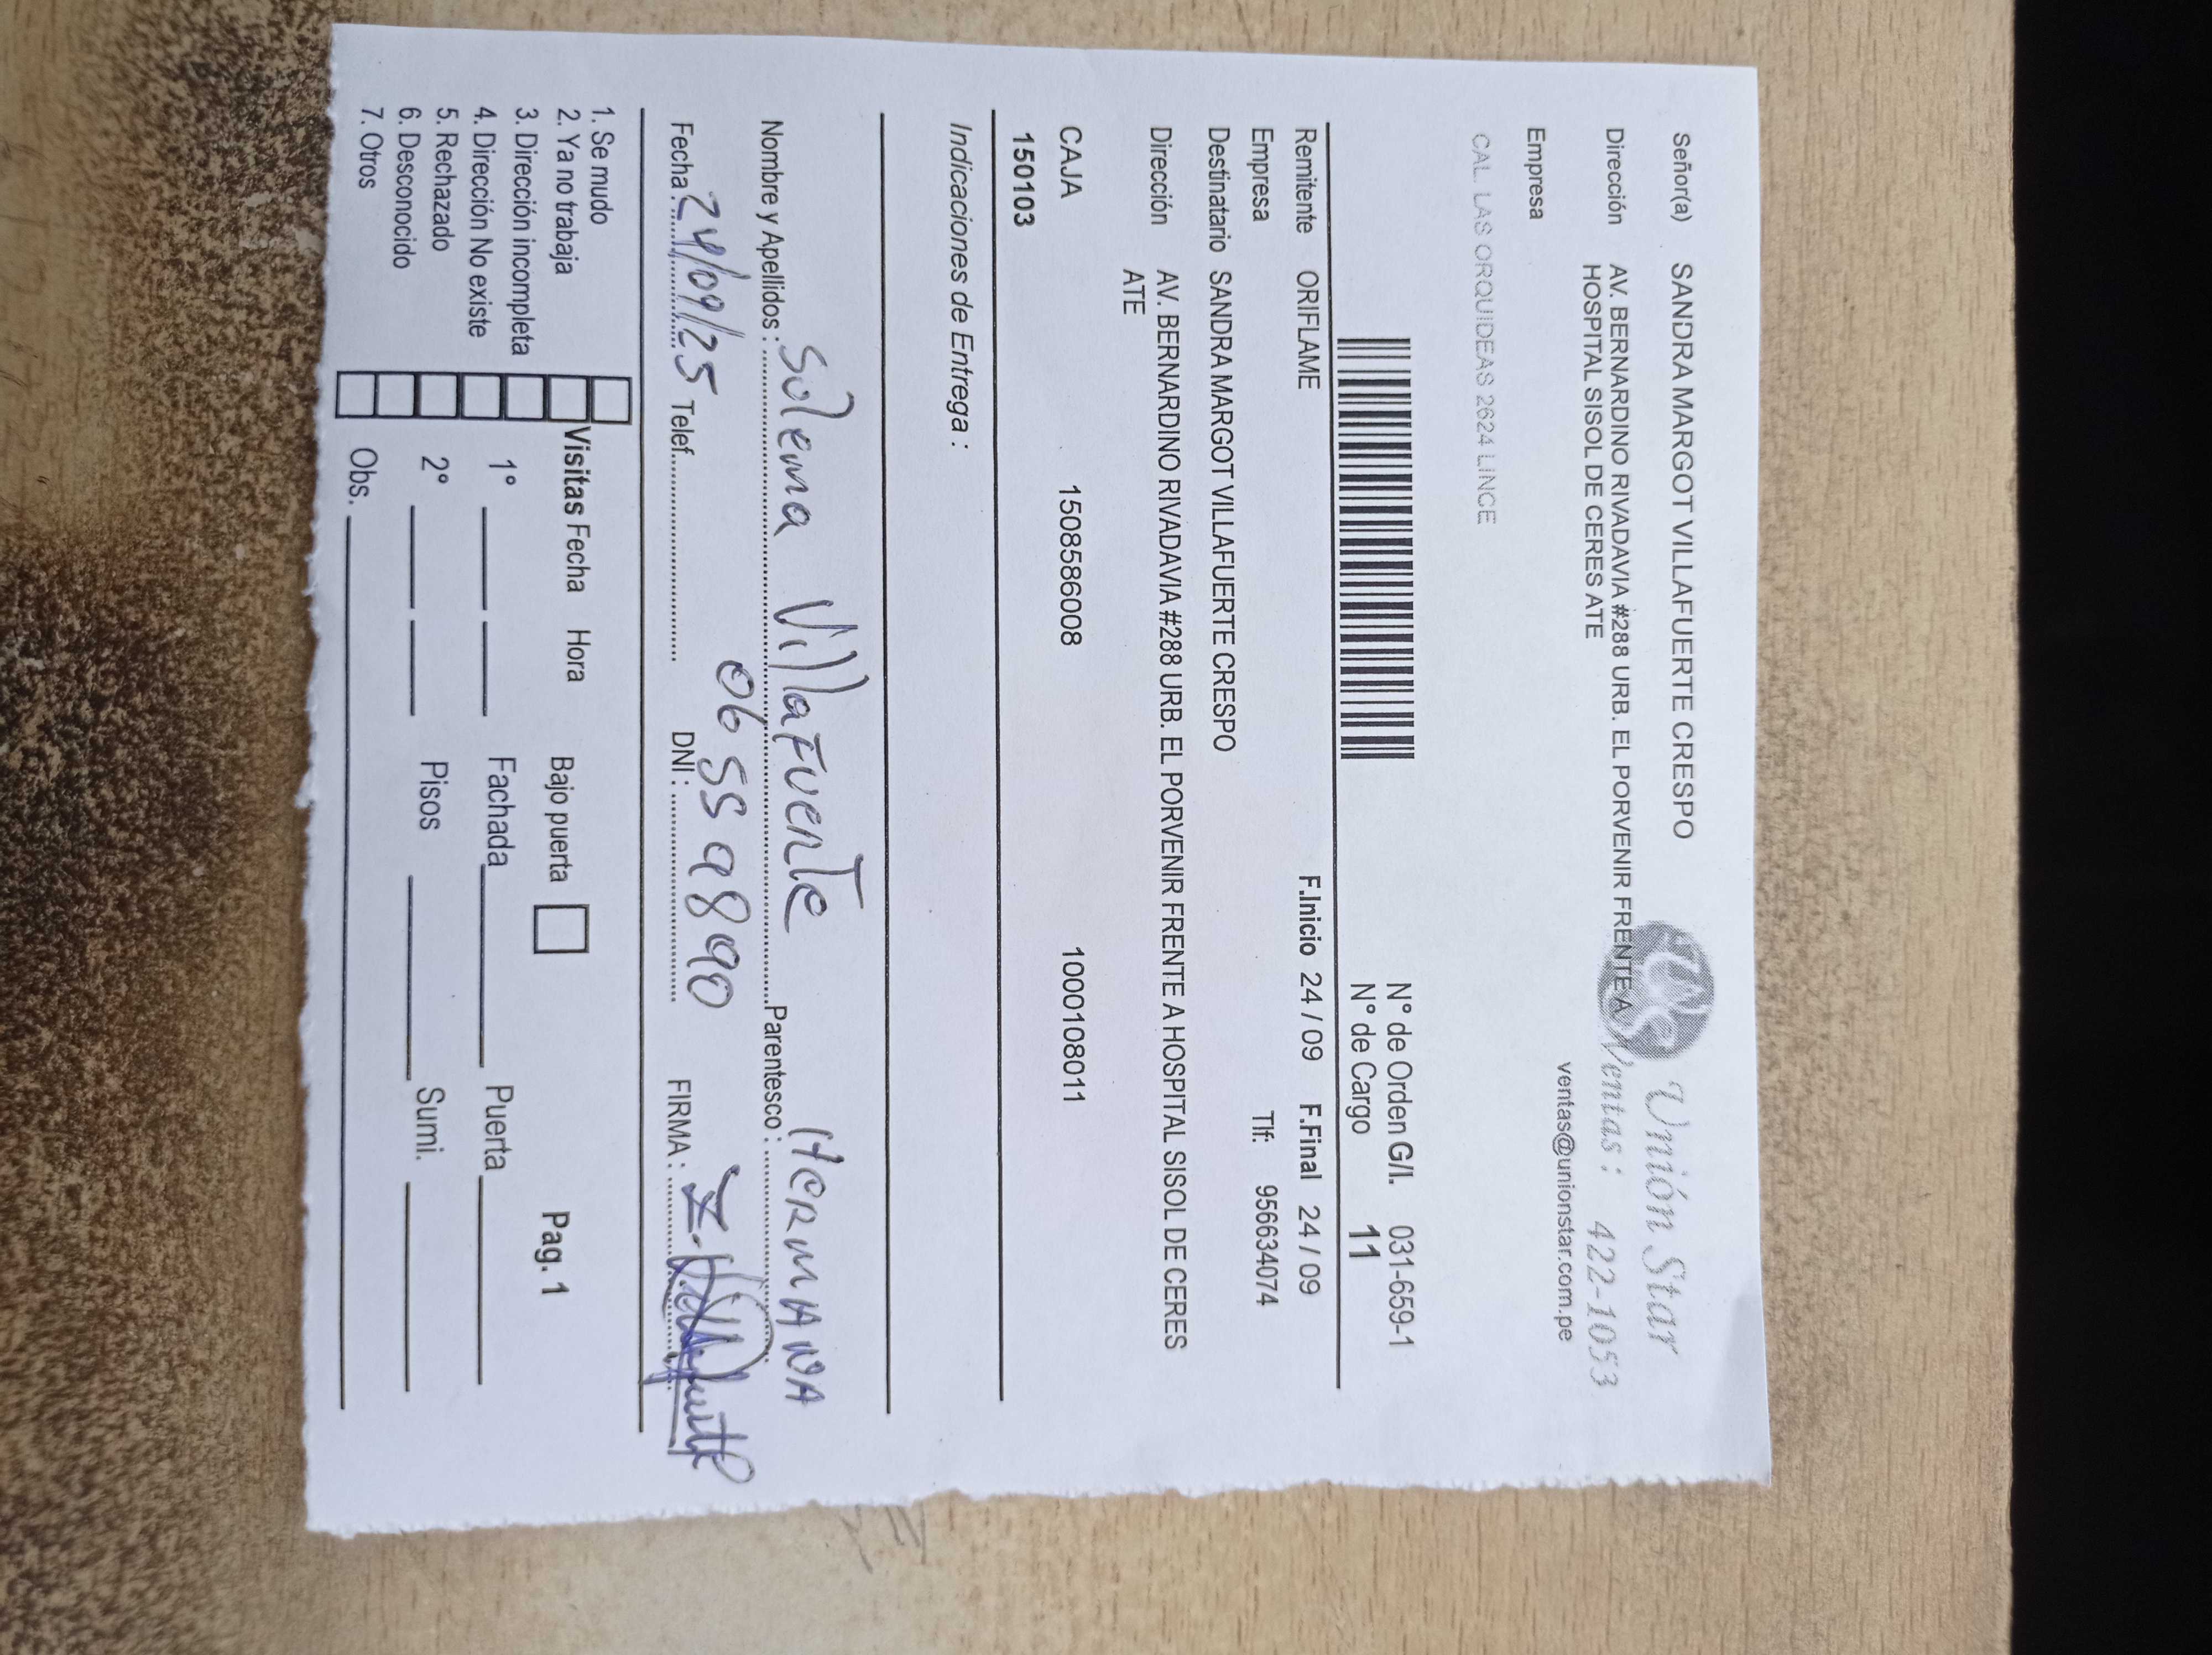 Señor(a) SANDRA MARGOT VILLAFUERTE CRESPO
Unión Star
Dirección AV. BERNARDINO RIVADAVIA #288 URB. EL PORVENIR FRENTE A
HOSPITAL SISOL DE CERES ATE
Ventas: 422-1053
ventas@unionstar.com.pe
Empresa
CAL. LAS ORQUIDEAS 2624 LINCE
N° de Orden G/I. 031-659-1
N° de Cargo 11
Remitente ORIFLAME F.Inicio 24 / 09 F.Final 24 / 09
Empresa Tlf: 956634074
Destinatario SANDRA MARGOT VILLAFUERTE CRESPO
Dirección AV. BERNARDINO RIVADAVIA #288 URB. EL PORVENIR FRENTE A HOSPITAL SISOL DE CERES
ATE
CAJA 1508586008 1000108011
150103
Indicaciones de Entrega :
Nombre y Apellidos : Villafuerte Parentesco : Hermana
Fecha : 24/09/25 Telef. DNI : 06559890 FIRMA :
1. Se mudo
2. Ya no trabaja
3. Dirección incompleta
4. Dirección No existe
5. Rechazado
6. Desconocido
7. Otros
Visitas Fecha Hora Bajo puerta Pag. 1
1° Fachada Puerta
2° Pisos Sumi.
Obs.